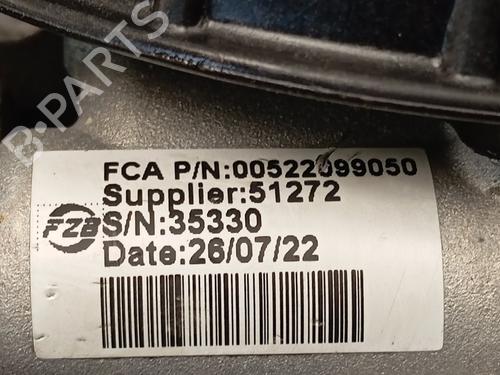 B-PARTS
FCA P/N:00522099050
Supplier:51272
FZB
S/N:35330
Date:26/07/22